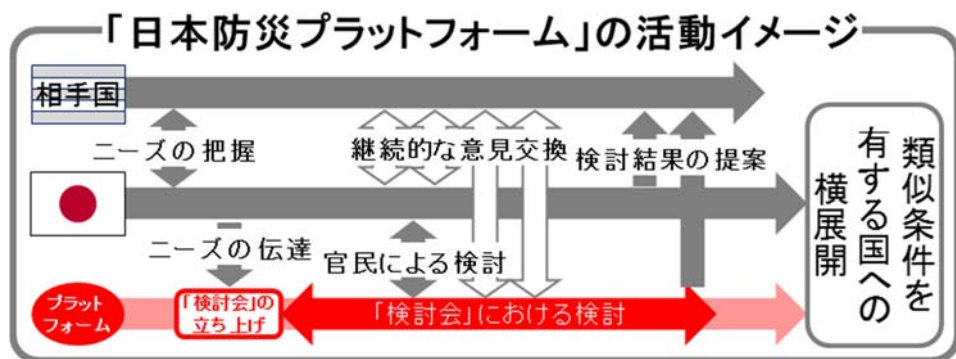 「日本防災プラットフォーム」の活動イメージ
相手国
ニーズの把握
継続的な意見交換
検討結果の提案
ニーズの伝達
官民による検討
プラット
フォーム
「検討会」の
立ち上げ
「検討会」における検討
類似条件を
有する国への
横展開